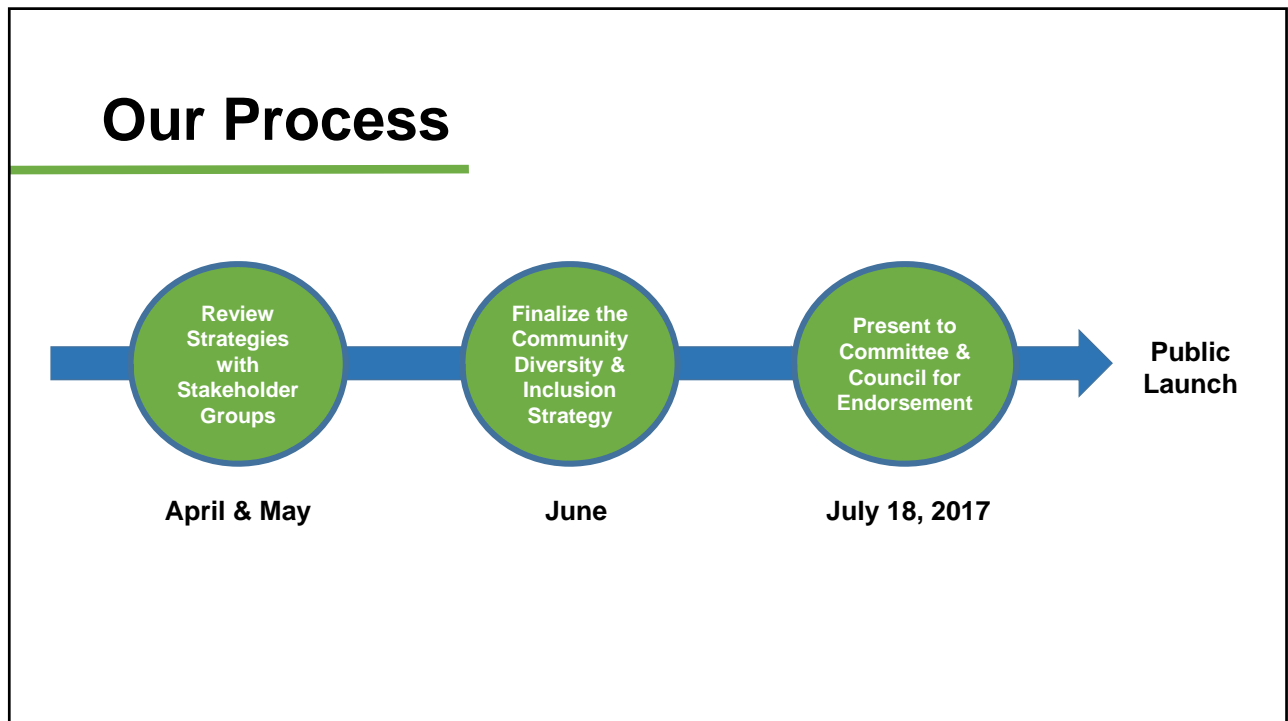 Our Process
Review
Strategies
with
Stakeholder
Groups
Finalize the
Community
Diversity &
Inclusion
Strategy
Present to
Committee &
Council for
Endorsement
Public
Launch
April & May
June
July 18, 2017